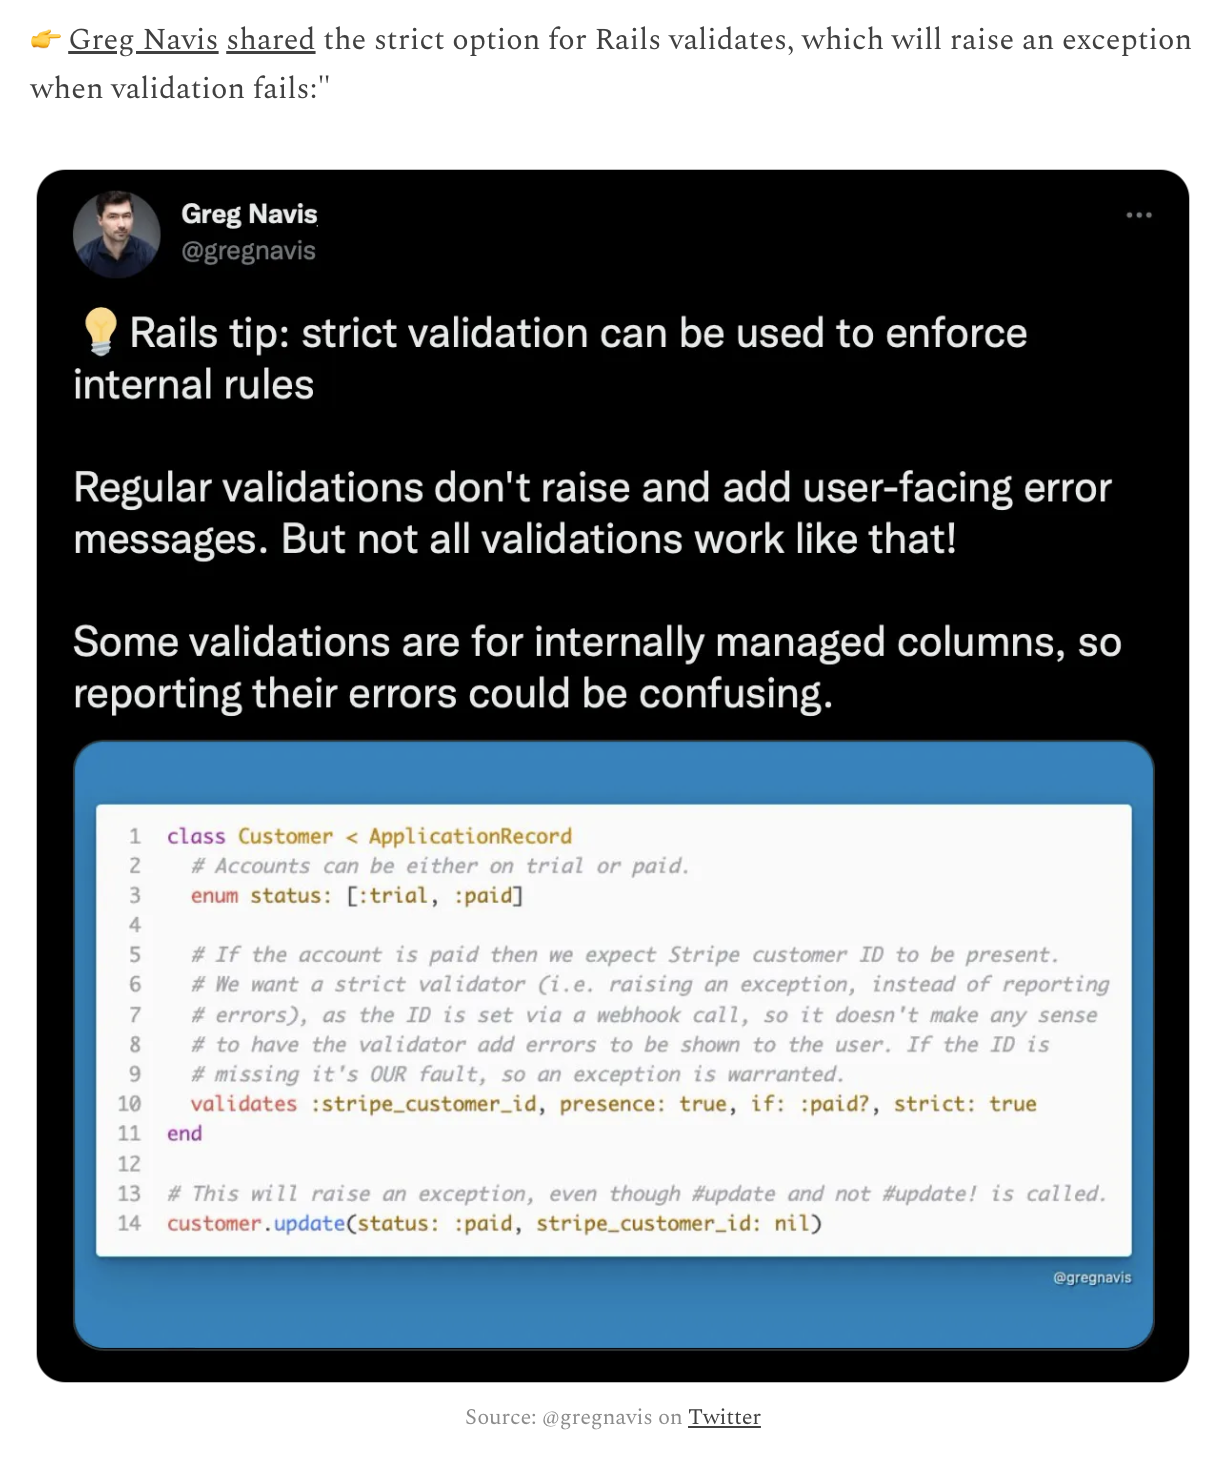 👉 Greg Navis shared the strict option for Rails validates, which will raise an exception
when validation fails:"
Greg Navis
@gregnavis
💡 Rails tip: strict validation can be used to enforce
internal rules
Regular validations don't raise and add user-facing error
messages. But not all validations work like that!
Some validations are for internally managed columns, so
reporting their errors could be confusing.
1 class Customer < ApplicationRecord
2   # Accounts can be either on trial or paid.
3   enum status: [:trial, :paid]
4
5   # If the account is paid then we expect Stripe customer ID to be present.
6   # We want a strict validator (i.e. raising an exception, instead of reporting
7   # errors), as the ID is set via a webhook call, so it doesn't make any sense
8   # to have the validator add errors to be shown to the user. If the ID is
9   # missing it's OUR fault, so an exception is warranted.
10   validates :stripe_customer_id, presence: true, if: :paid?, strict: true
11 end
12
13 # This will raise an exception, even though #update and not #update! is called.
14 customer.update(status: :paid, stripe_customer_id: nil)
@gregnavis
Source: @gregnavis on Twitter